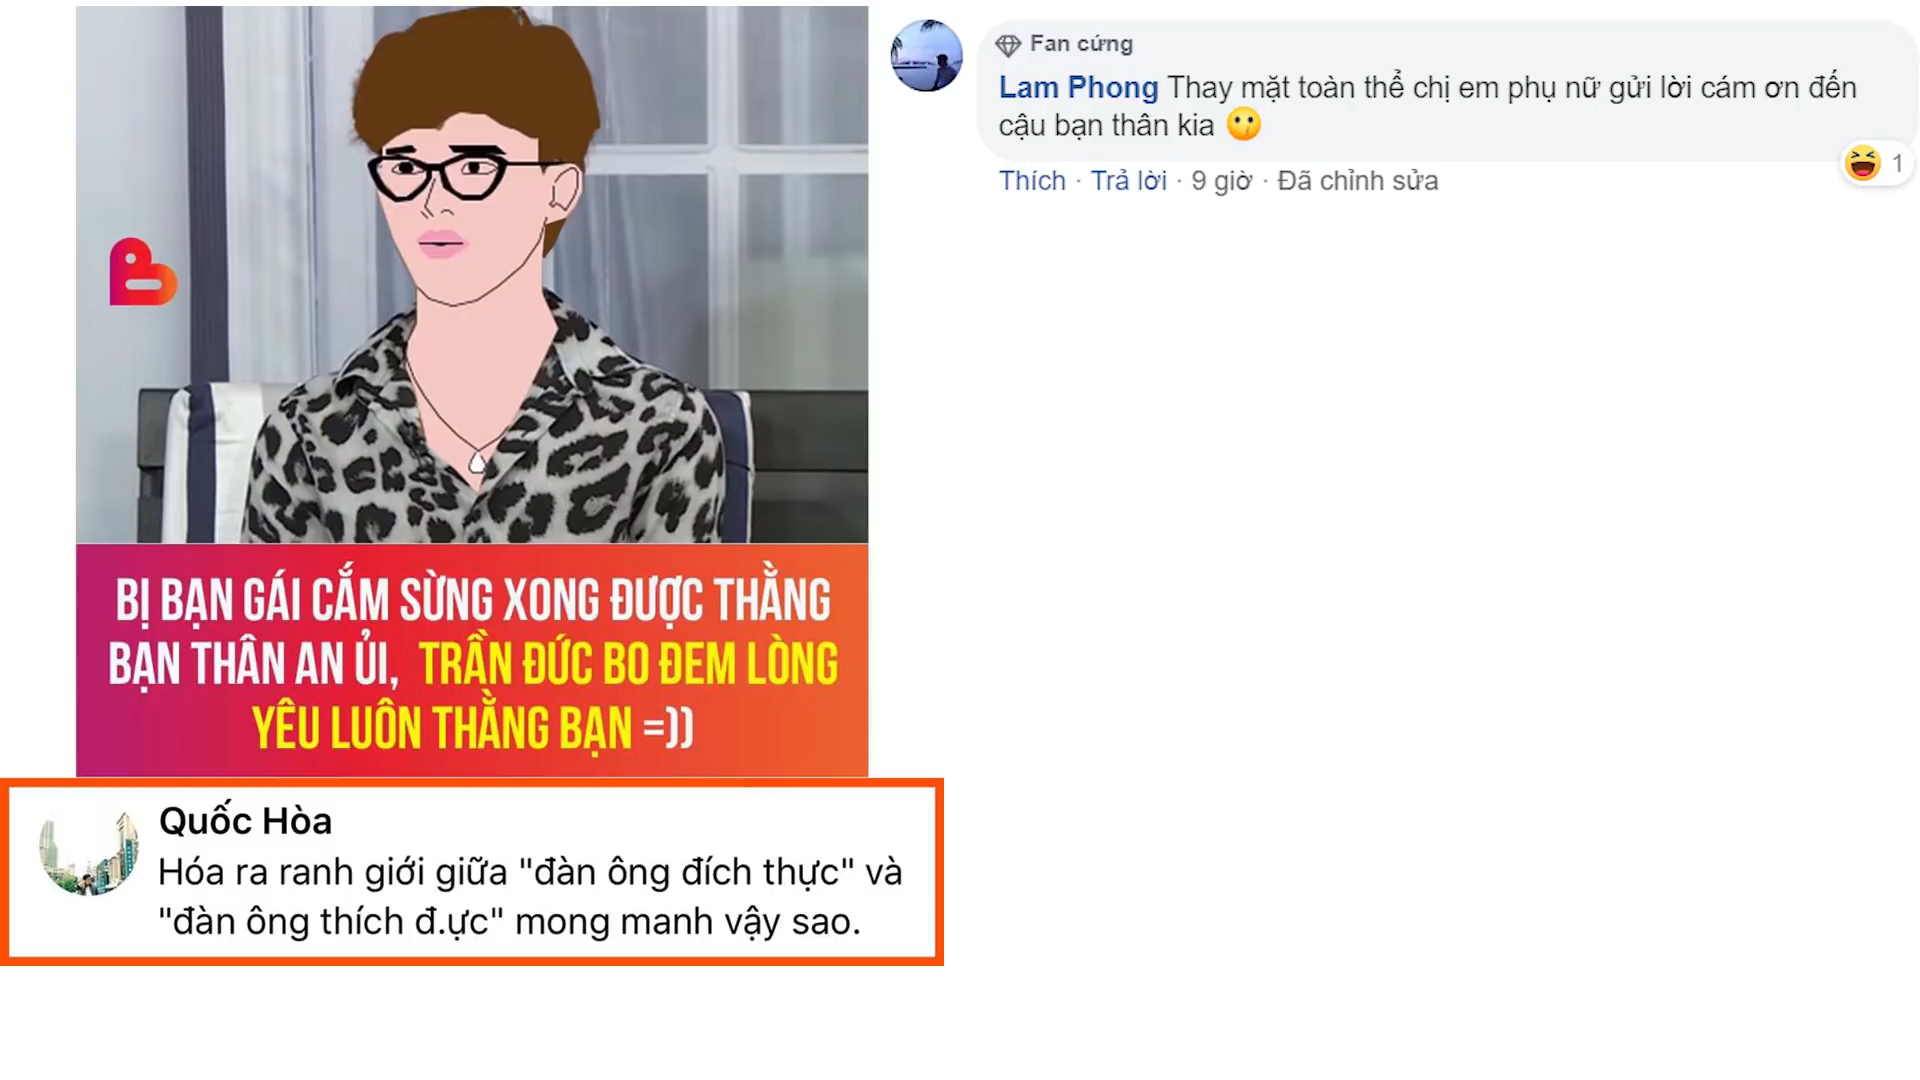 BỊ BẠN GÁI CẮM SỪNG XONG ĐƯỢC THẰNG
BẠN THÂN AN ỦI, TRẦN ĐỨC BO ĐEM LÒNG
YÊU LUÔN THẰNG BẠN =))
Quốc Hòa
Hóa ra ranh giới giữa "đàn ông đích thực" và
"đàn ông thích đ.ực" mong manh vậy sao.
Fan cứng
Lam Phong Thay mặt toàn thể chị em phụ nữ gửi lời cám ơn đến
cậu bạn thân kia 😗
1
Thích · Trả lời · 9 giờ · Đã chỉnh sửa